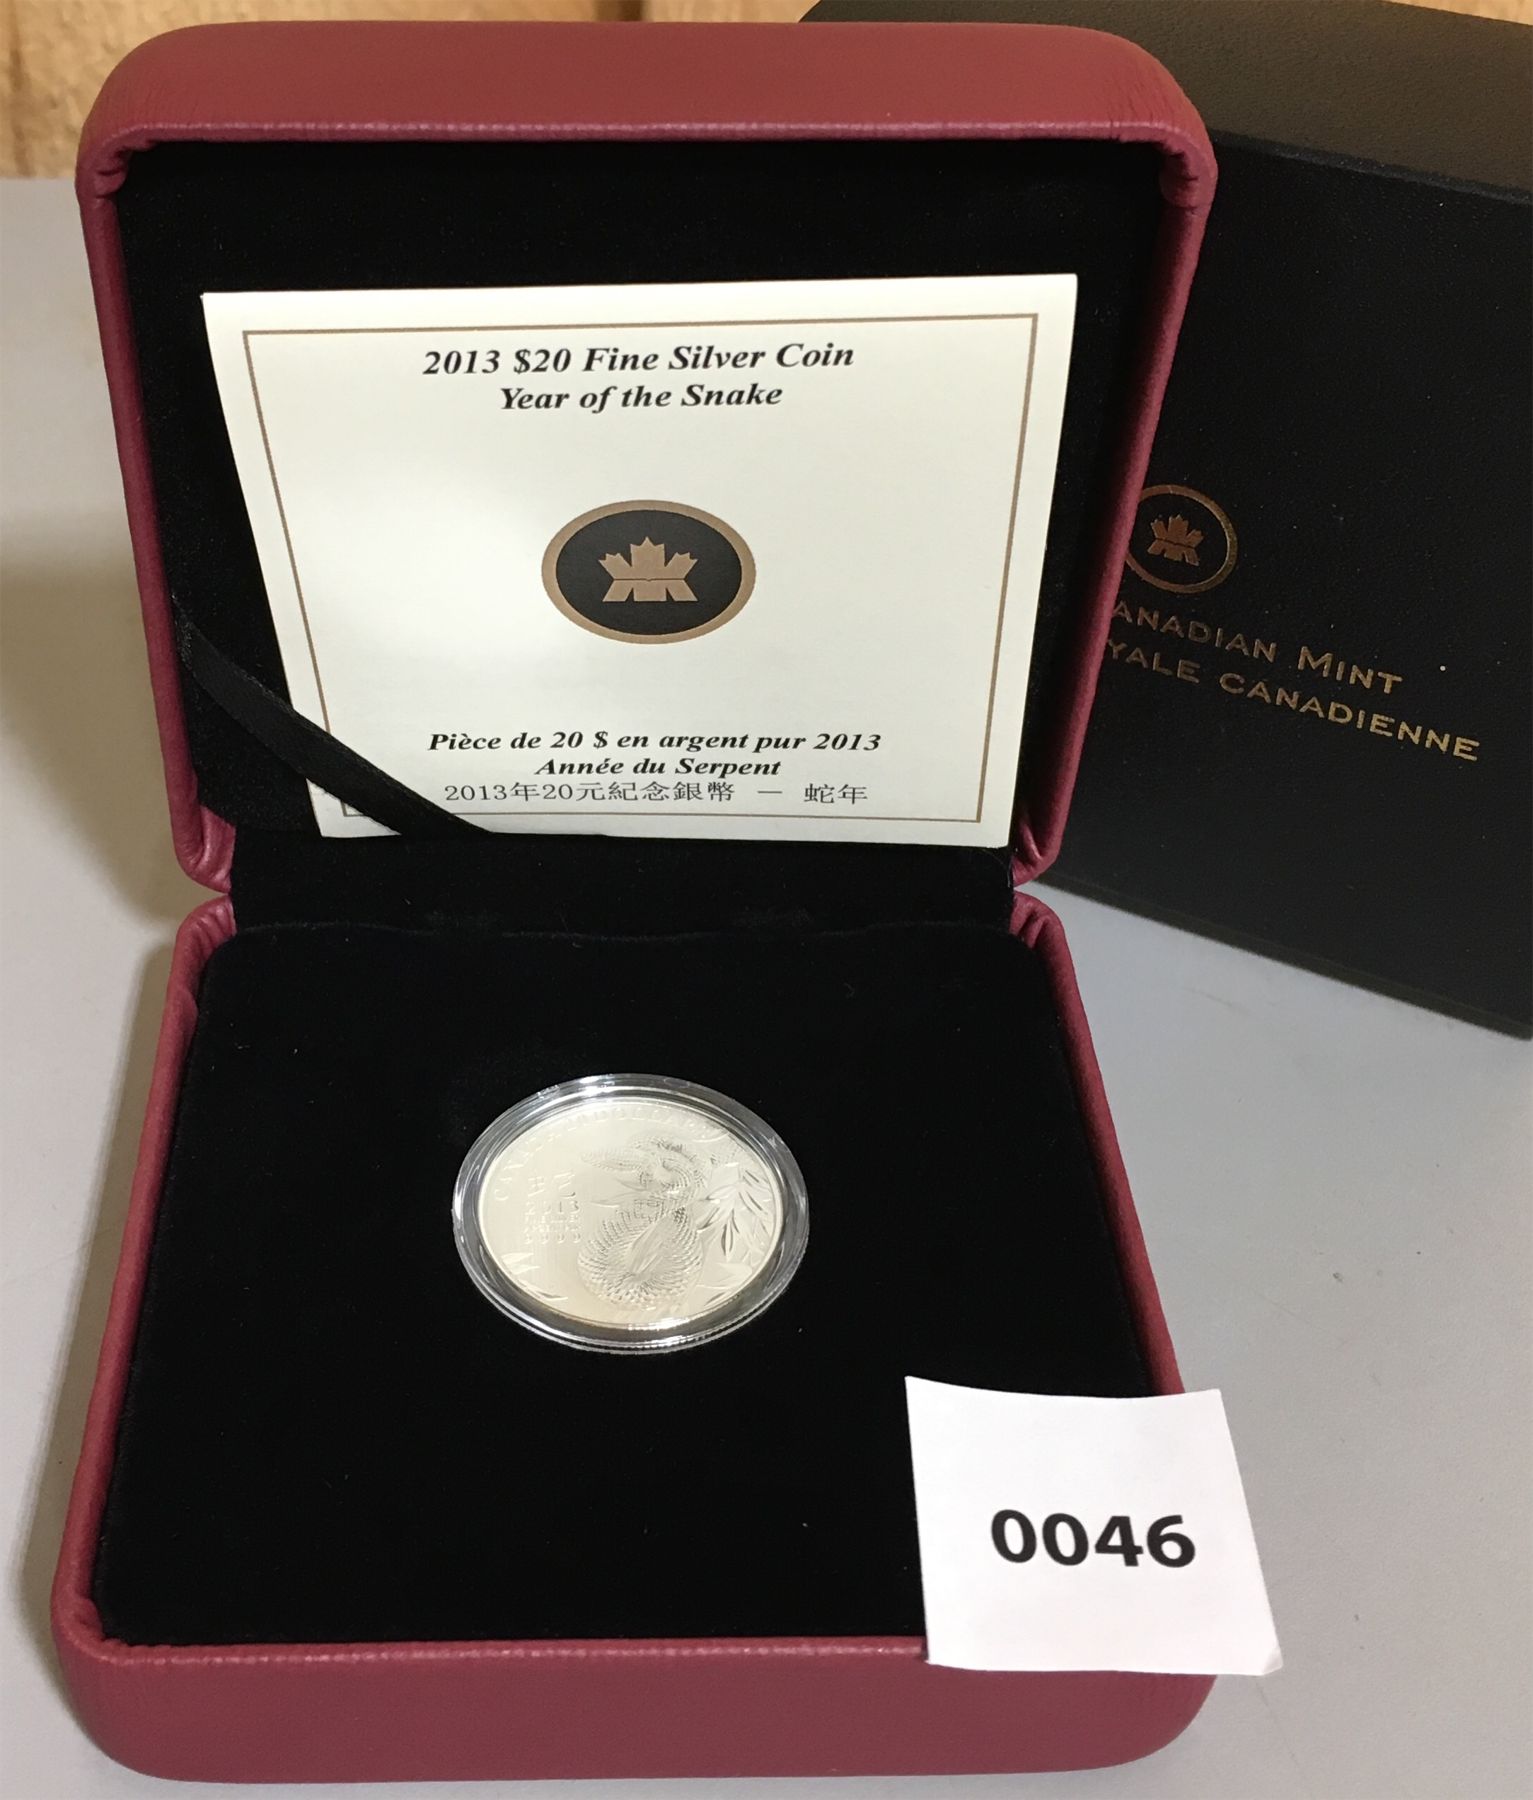 2013 $20 Fine Silver Coin
Year of the Snake
Pièce de 20 $ en argent pur 2013
Année du Serpent
2013年20元紀念銀幣 － 蛇年
ANADIAN MINT
YALE CANADIENNE
CANADA
2013
0046